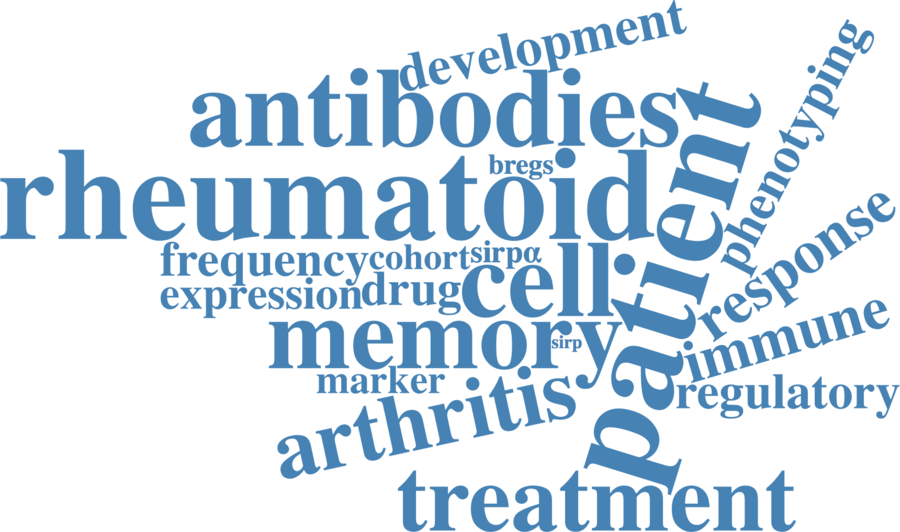 development
antibodies
phenotyping
patient
bregs
rheumatoid
response
frequency
cohort
sirpα
cell
expression
drug
immune
memory
sirp
marker
regulatory
arthritis
treatment